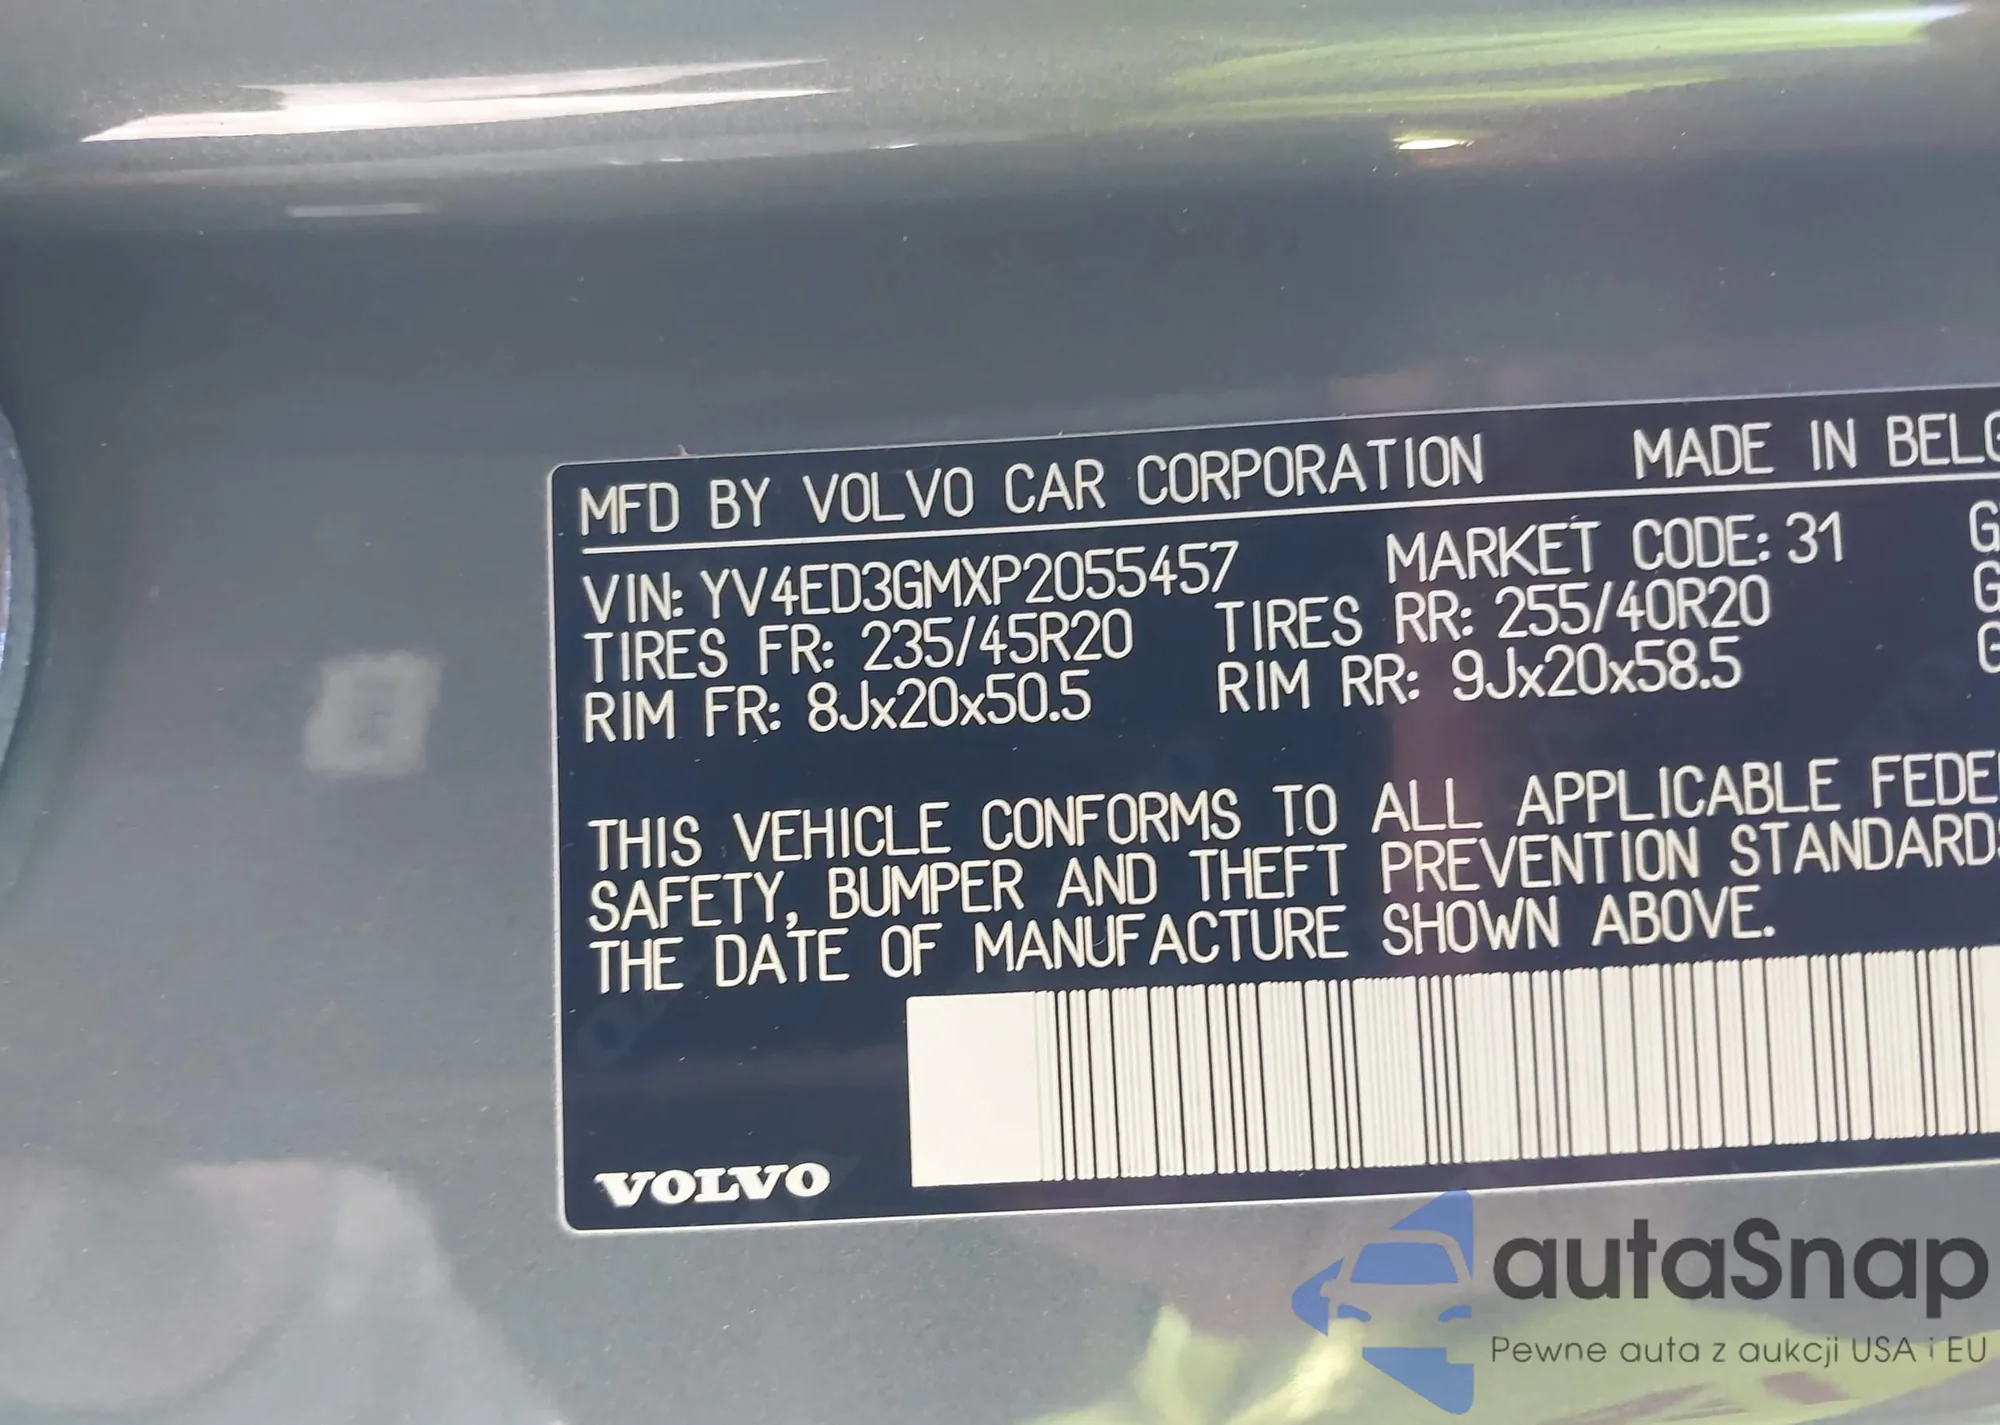 MFD BY VOLVO CAR CORPORATION MADE IN BELG
VIN: YV4ED3GMXP2055457 MARKET CODE: 31 G
TIRES FR: 235/45R20 TIRES RR: 255/40R20 G
RIM FR: 8Jx20x50.5 RIM RR: 9Jx20x58.5 G
THIS VEHICLE CONFORMS TO ALL APPLICABLE FEDE
SAFETY, BUMPER AND THEFT PREVENTION STANDARDS
THE DATE OF MANUFACTURE SHOWN ABOVE.
VOLVO
autaSnap
Pewne auta z aukcji USA i EU